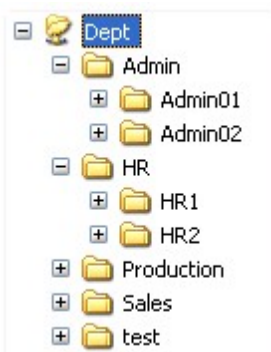 Dept
Admin
Admin01
Admin02
HR
HR1
HR2
Production
Sales
test